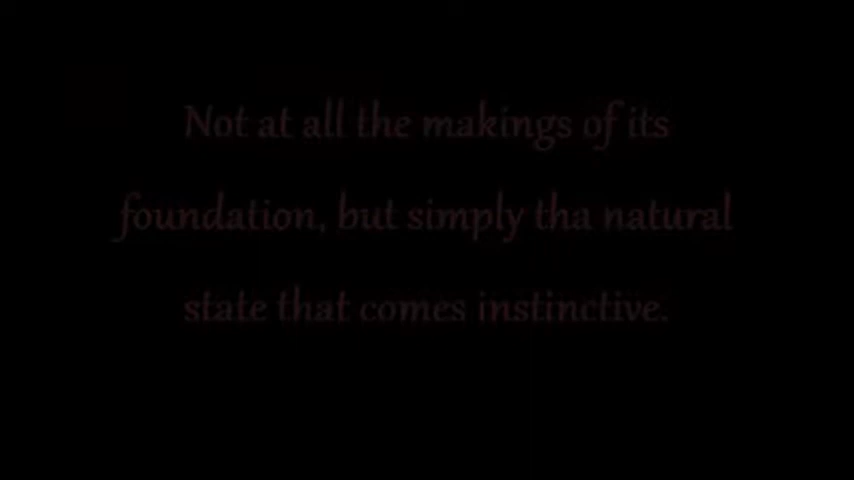 Not at all the makings of its
foundation, but simply tha natural
state that comes instinctive.